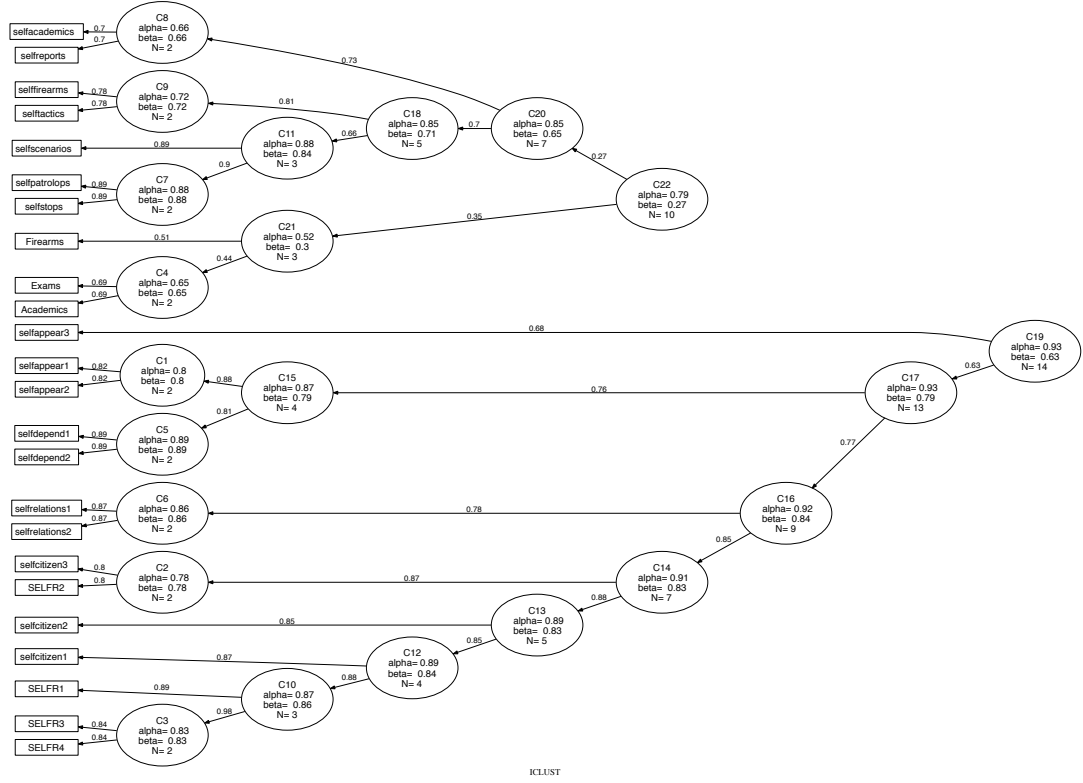 C8
alpha= 0.66
beta= 0.66
N= 2
selfacademics
0.7
selfreports
0.7
0.73
C9
alpha= 0.72
beta= 0.72
N= 2
selffirearms
0.78
selftactics
0.78
0.81
C18
alpha= 0.85
beta= 0.71
N= 5
0.7
C20
alpha= 0.85
beta= 0.65
N= 7
C11
alpha= 0.88
beta= 0.84
N= 3
0.66
selfscenarios
0.89
0.9
0.27
C7
alpha= 0.88
beta= 0.88
N= 2
selfpatrolops
0.89
selfstops
0.89
C22
alpha= 0.79
beta= 0.27
N= 10
0.35
C21
alpha= 0.52
beta= 0.3
N= 3
Firearms
0.51
0.44
C4
alpha= 0.65
beta= 0.65
N= 2
Exams
0.69
Academics
0.69
selfappear3
0.68
C19
alpha= 0.93
beta= 0.63
N= 14
0.63
C1
alpha= 0.8
beta= 0.8
N= 2
selfappear1
0.82
selfappear2
0.82
0.88
C15
alpha= 0.87
beta= 0.79
N= 4
0.76
C17
alpha= 0.93
beta= 0.79
N= 13
0.81
C5
alpha= 0.89
beta= 0.89
N= 2
selfdepend1
0.89
selfdepend2
0.89
0.77
C6
alpha= 0.86
beta= 0.86
N= 2
selfrelations1
0.87
selfrelations2
0.87
0.78
C16
alpha= 0.92
beta= 0.84
N= 9
0.85
C2
alpha= 0.78
beta= 0.78
N= 2
selfcitizen3
0.8
SELFR2
0.8
0.87
C14
alpha= 0.91
beta= 0.83
N= 7
0.88
C13
alpha= 0.89
beta= 0.83
N= 5
selfcitizen2
0.85
0.85
C12
alpha= 0.89
beta= 0.84
N= 4
selfcitizen1
0.87
0.88
C10
alpha= 0.87
beta= 0.86
N= 3
SELFR1
0.89
0.98
C3
alpha= 0.83
beta= 0.83
N= 2
SELFR3
0.84
SELFR4
0.84
ICLUST